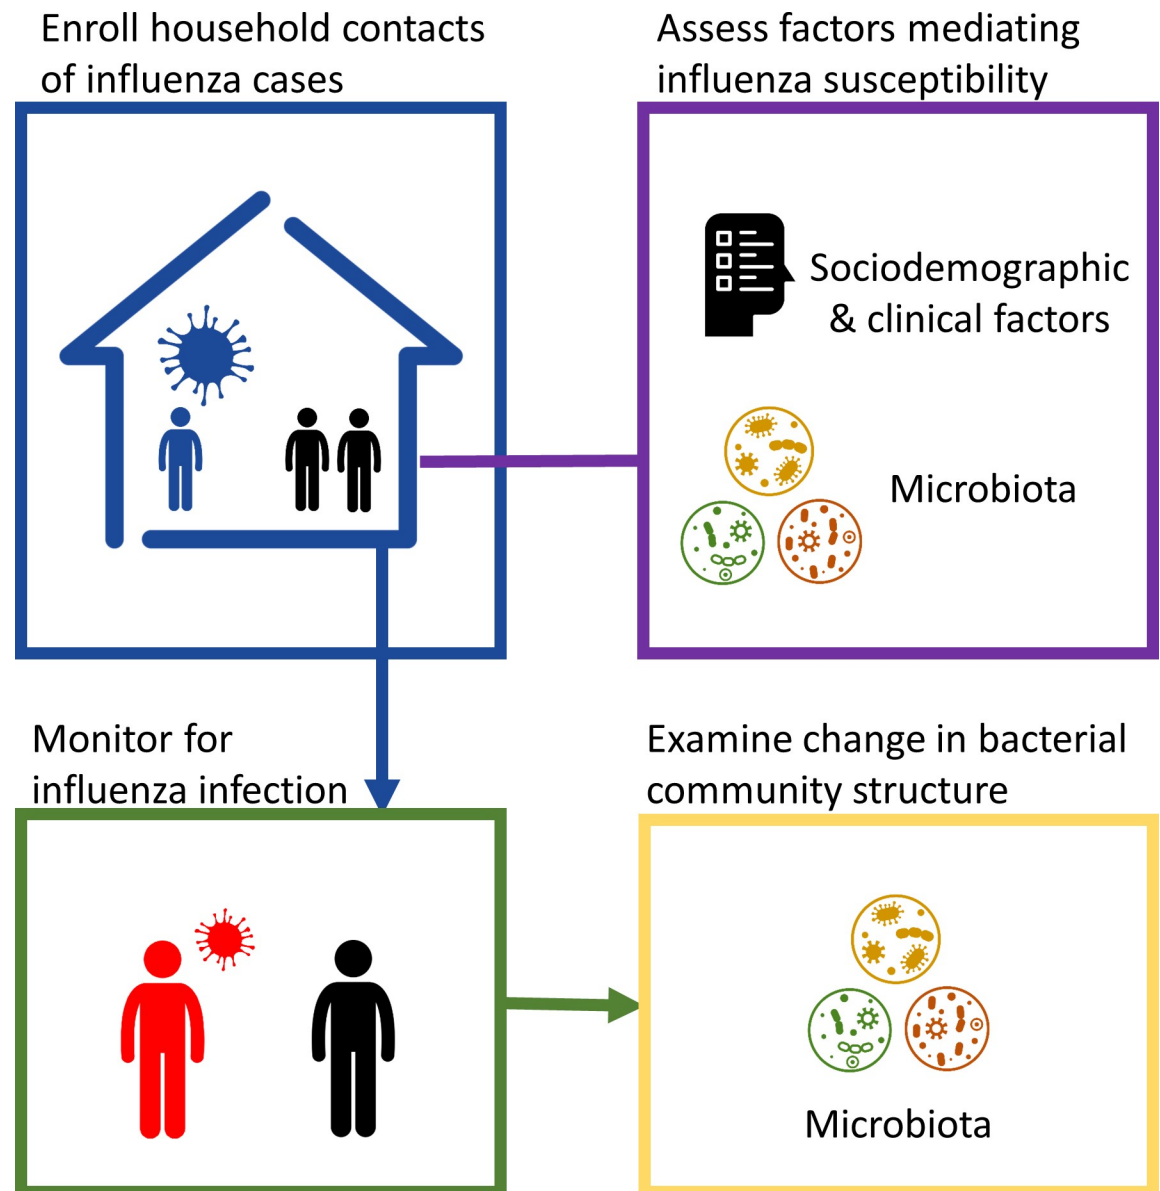 Enroll household contacts
of influenza cases
Assess factors mediating
influenza susceptibility
Sociodemographic
& clinical factors
Microbiota
Monitor for
influenza infection
Examine change in bacterial
community structure
Microbiota